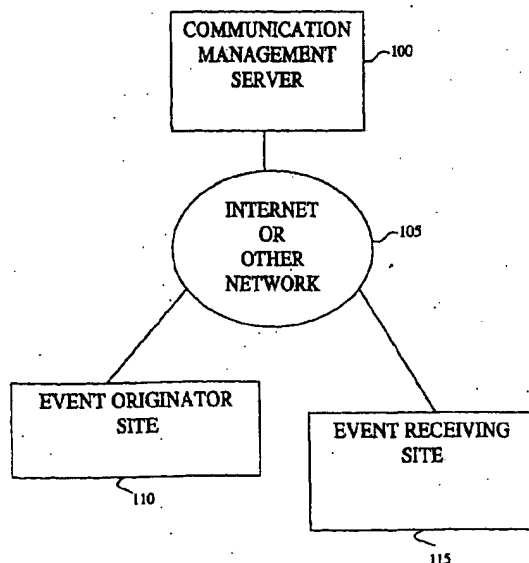 COMMUNICATION
MANAGEMENT
SERVER
100
INTERNET
OR
OTHER
NETWORK
105
EVENT ORIGINATOR
SITE
110
EVENT RECEIVING
SITE
115